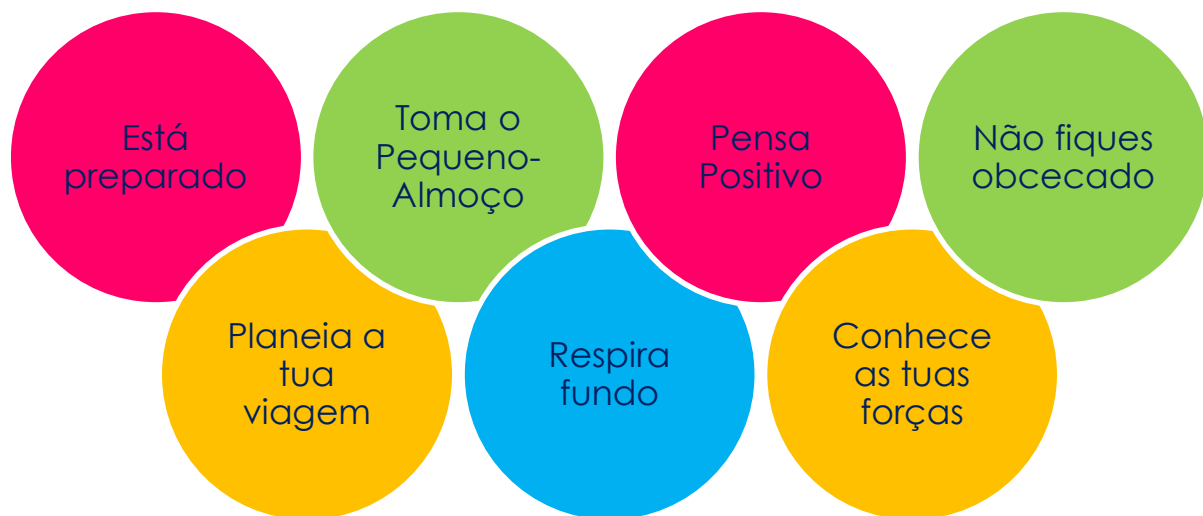 Está
preparado
Toma o
Pequeno-
Almoço
Pensa
Positivo
Não fiques
obcecado
Planeia a
tua
viagem
Respira
fundo
Conhece
as tuas
forças